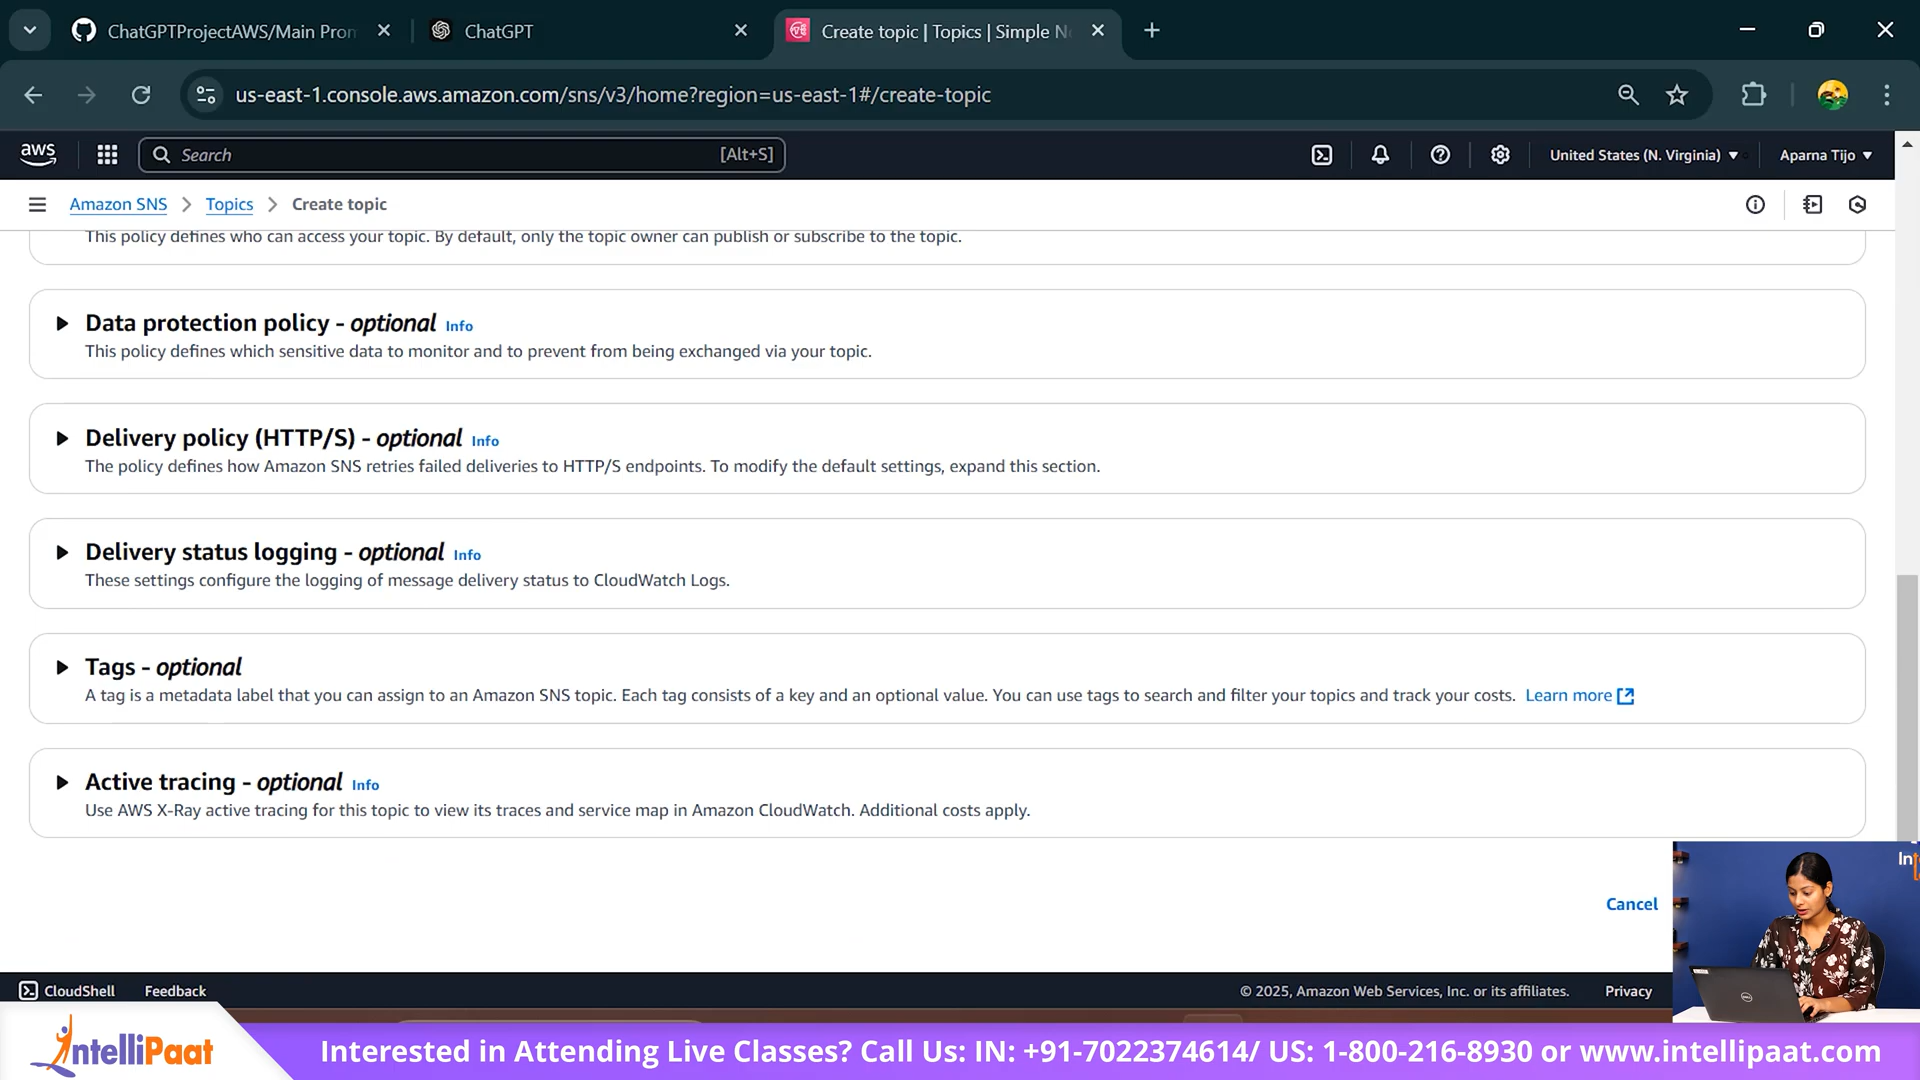 ChatGPTProjectAWS/Main Pron
ChatGPT
Create topic | Topics | Simple No
us-east-1.console.aws.amazon.com/sns/v3/home?region=us-east-1#/create-topic
aws
Search
[Alt+S]
United States (N. Virginia)
Aparna Tijo
Amazon SNS
Topics
Create topic
This policy defines who can access your topic. By default, only the topic owner can publish or subscribe to the topic.
Data protection policy - optional Info
This policy defines which sensitive data to monitor and to prevent from being exchanged via your topic.
Delivery policy (HTTP/S) - optional Info
The policy defines how Amazon SNS retries failed deliveries to HTTP/S endpoints. To modify the default settings, expand this section.
Delivery status logging - optional Info
These settings configure the logging of message delivery status to CloudWatch Logs.
Tags - optional
A tag is a metadata label that you can assign to an Amazon SNS topic. Each tag consists of a key and an optional value. You can use tags to search and filter your topics and track your costs. Learn more
Active tracing - optional Info
Use AWS X-Ray active tracing for this topic to view its traces and service map in Amazon CloudWatch. Additional costs apply.
Cancel
CloudShell
Feedback
© 2025, Amazon Web Services, Inc. or its affiliates.
Privacy
IntelliPaat
Interested in Attending Live Classes? Call Us: IN: +91-7022374614/ US: 1-800-216-8930 or www.intellipaat.com